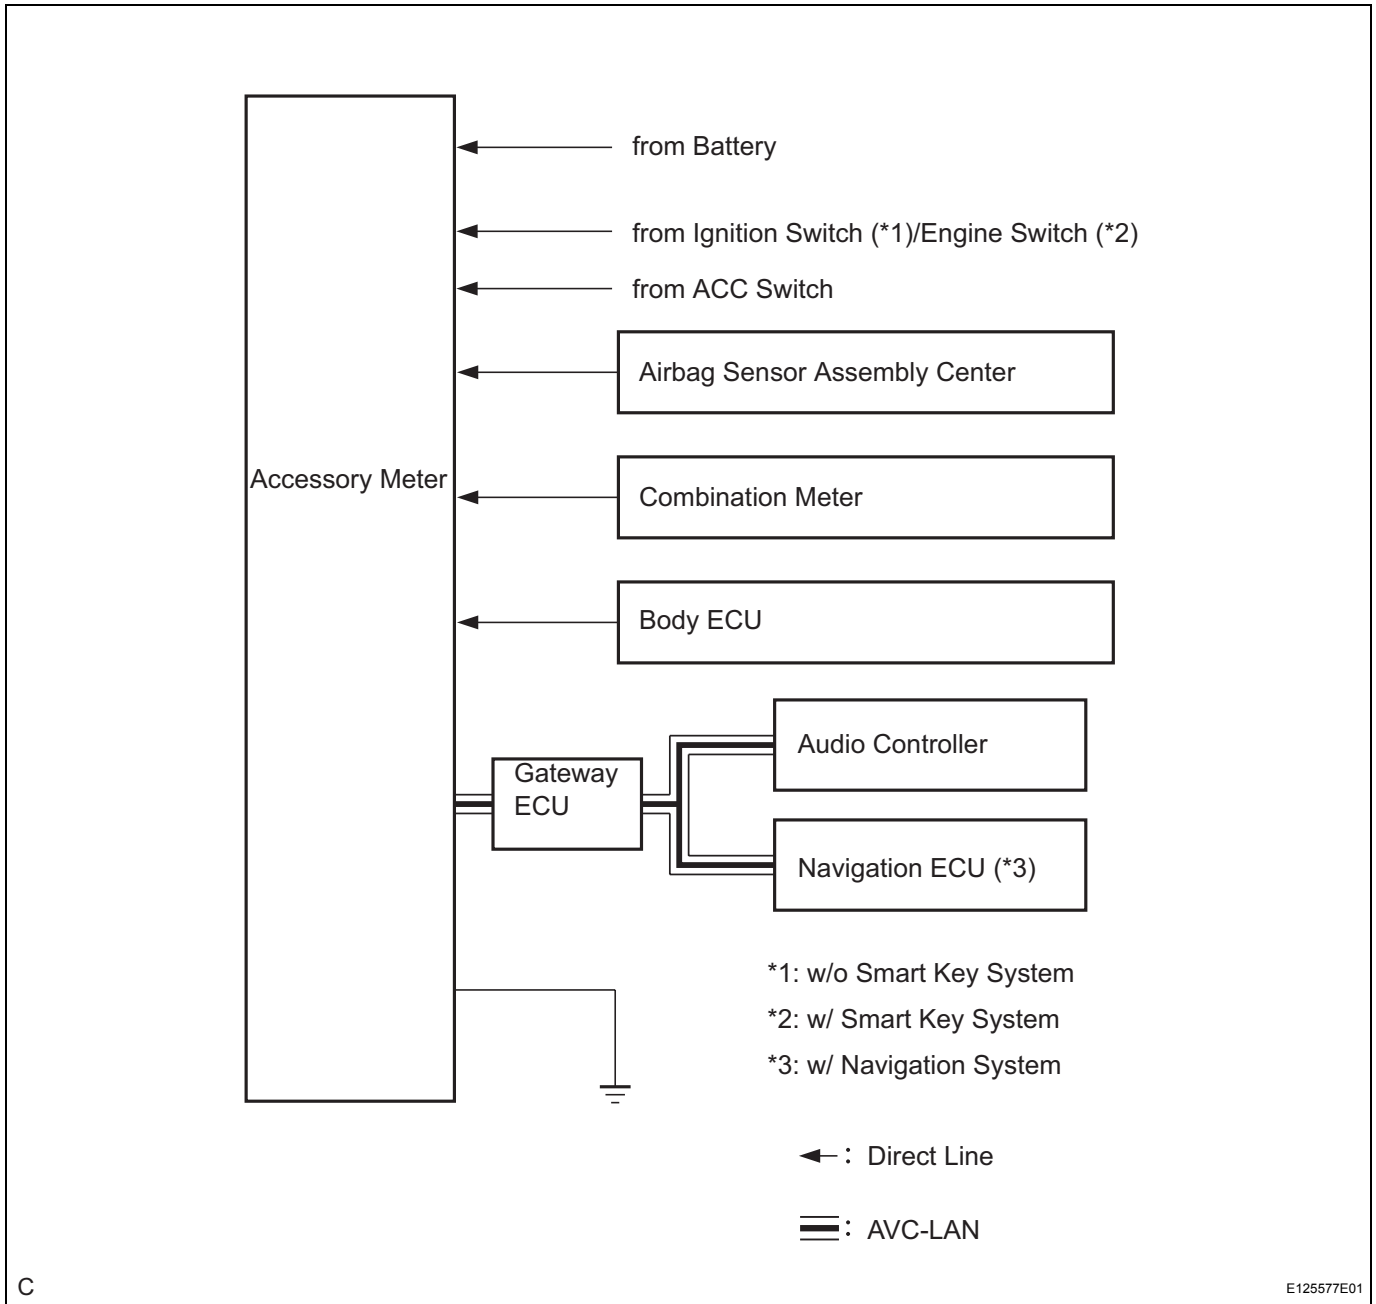 from Battery
from Ignition Switch (*1)/Engine Switch (*2)
from ACC Switch
Airbag Sensor Assembly Center
Accessory Meter
Combination Meter
Body ECU
Audio Controller
Gateway
ECU
Navigation ECU (*3)
*1: w/o Smart Key System
*2: w/ Smart Key System
*3: w/ Navigation System
: Direct Line
: AVC-LAN
C
E125577E01